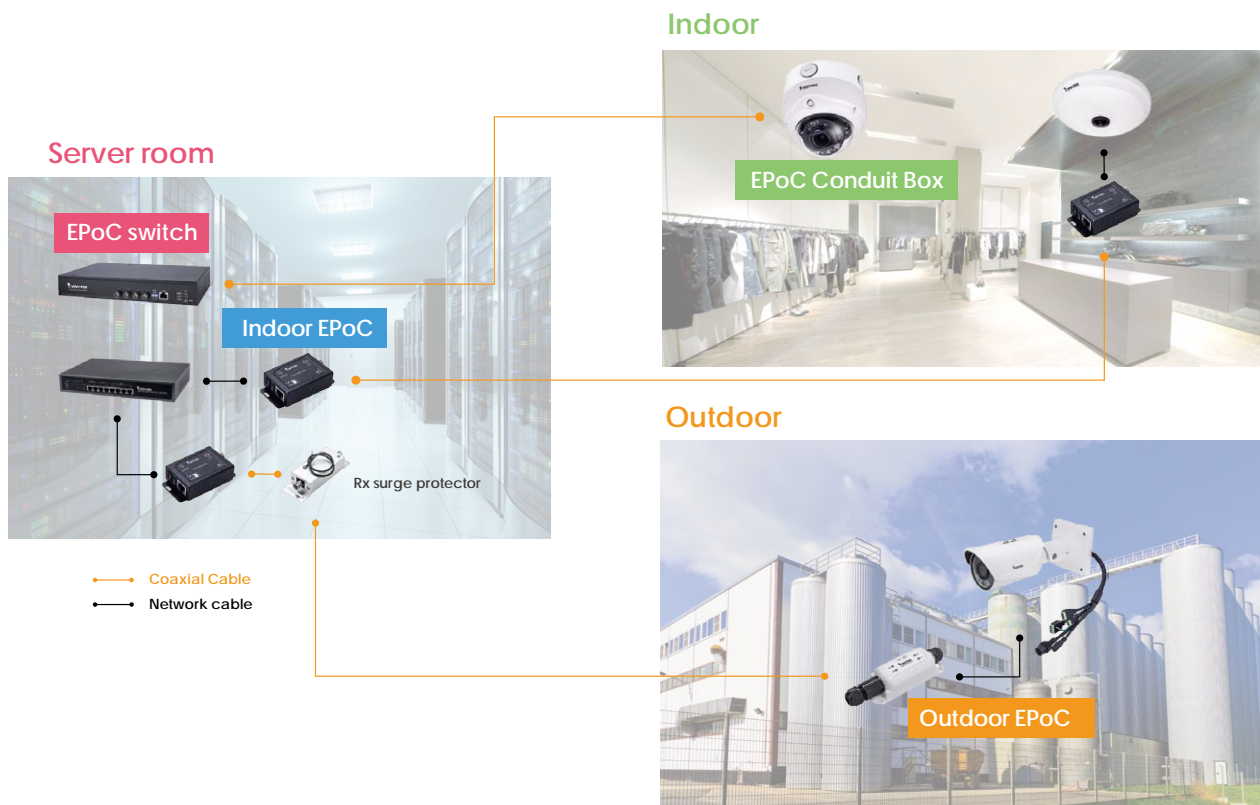 Indoor
EPoC Conduit Box
Server room
EPoC switch
Indoor EPoC
Rx surge protector
Coaxial Cable
Network cable
Outdoor
Outdoor EPoC